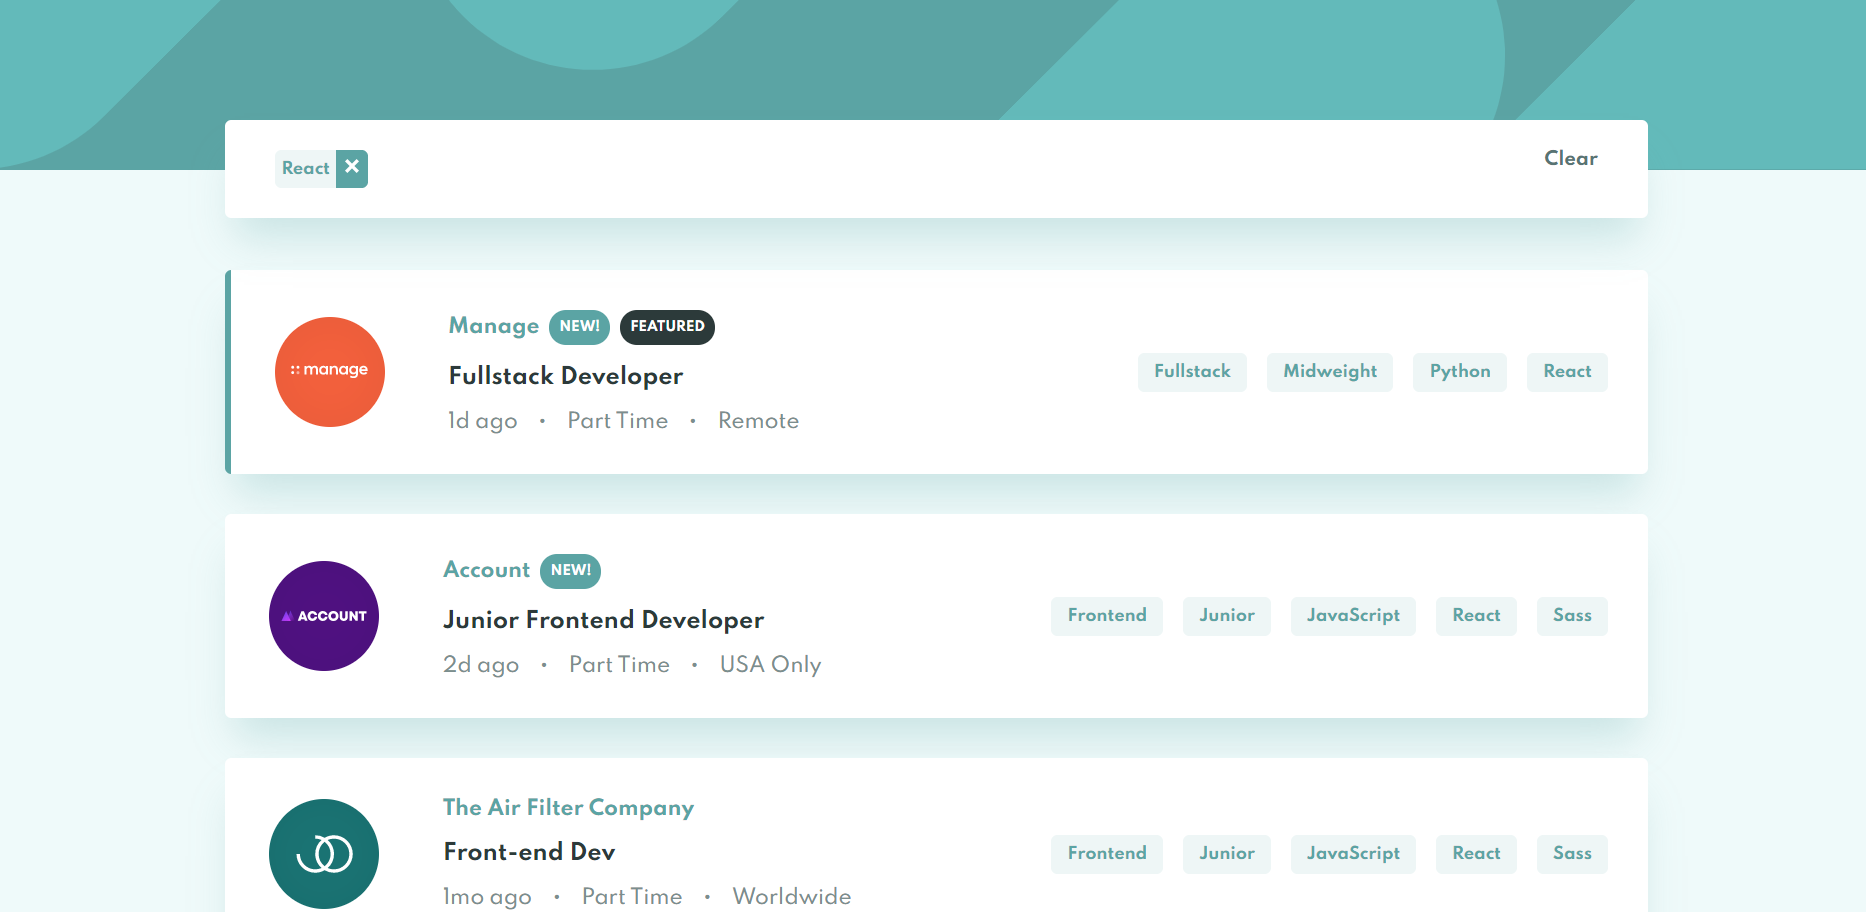 React ×
Clear
manage
Manage NEW! FEATURED
Fullstack Developer
1d ago • Part Time • Remote
Fullstack Midweight Python React
ACCOUNT
Account NEW!
Junior Frontend Developer
2d ago • Part Time • USA Only
Frontend Junior JavaScript React Sass
The Air Filter Company
Front-end Dev
1mo ago • Part Time • Worldwide
Frontend Junior JavaScript React Sass